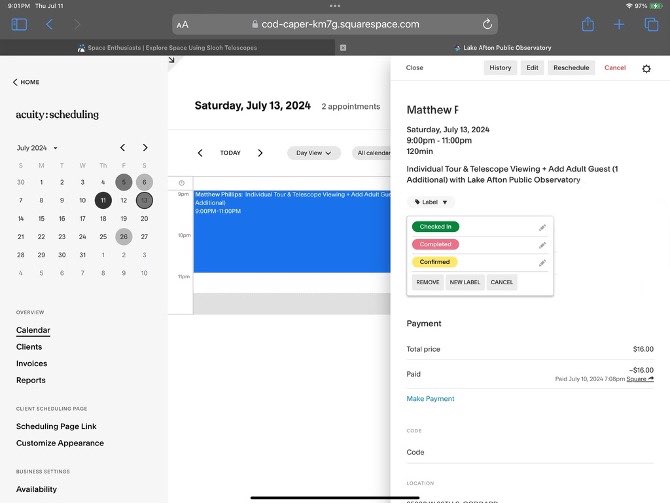 9:01PM Thu Jul 11
97%
AA
cod-caper-km7g.squarespace.com
Space Enthusiasts | Explore Space Using Slooh Telescopes
Lake Afton Public Observatory
HOME
acuity:scheduling
July 2024
S M T W Th F S
30 1 2 3 4 5 6
7 8 9 10 11 12 13
14 15 16 17 18 19 20
21 22 23 24 25 26 27
28 29 30 31 1 2 3
4 5 6 7 8 9 10
OVERVIEW
Calendar
Clients
Invoices
Reports
CLIENT SCHEDULING PAGE
Scheduling Page Link
Customize Appearance
BUSINESS SETTINGS
Availability
Saturday, July 13, 2024 2 appointments
TODAY
Day View
All calendar
9pm
Matthew Phillips: Individual Tour & Telescope Viewing + Add Adult Gue
Additional)
9:00PM-11:00PM
10pm
11pm
Close
History
Edit
Reschedule
Cancel
Matthew
Saturday, July 13, 2024
9:00pm - 11:00pm
120min
Individual Tour & Telescope Viewing + Add Adult Guest (1
Additional) with Lake Afton Public Observatory
Label
Checked In
Completed
Confirmed
REMOVE
NEW LABEL
CANCEL
Payment
Total price $16.00
Paid -$16.00
Paid July 10, 2024 7:08pm Square
Make Payment
CODE
Code
LOCATION